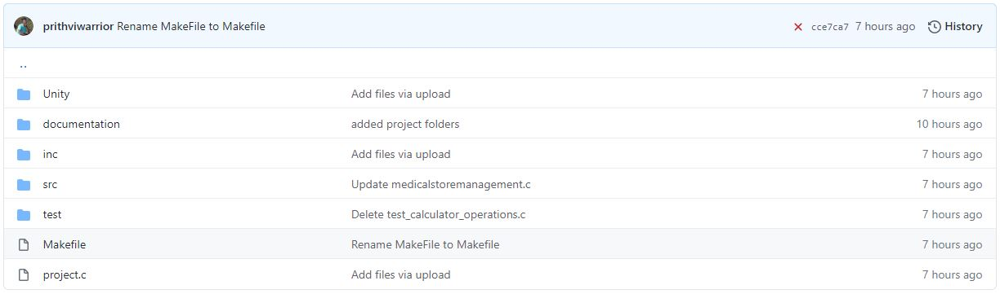 prithviwarrior Rename MakeFile to Makefile cce7ca7 7 hours ago History
..
Unity Add files via upload 7 hours ago
documentation added project folders 10 hours ago
inc Add files via upload 7 hours ago
src Update medicalstoremanagement.c 7 hours ago
test Delete test_calculator_operations.c 7 hours ago
Makefile Rename MakeFile to Makefile 7 hours ago
project.c Add files via upload 7 hours ago